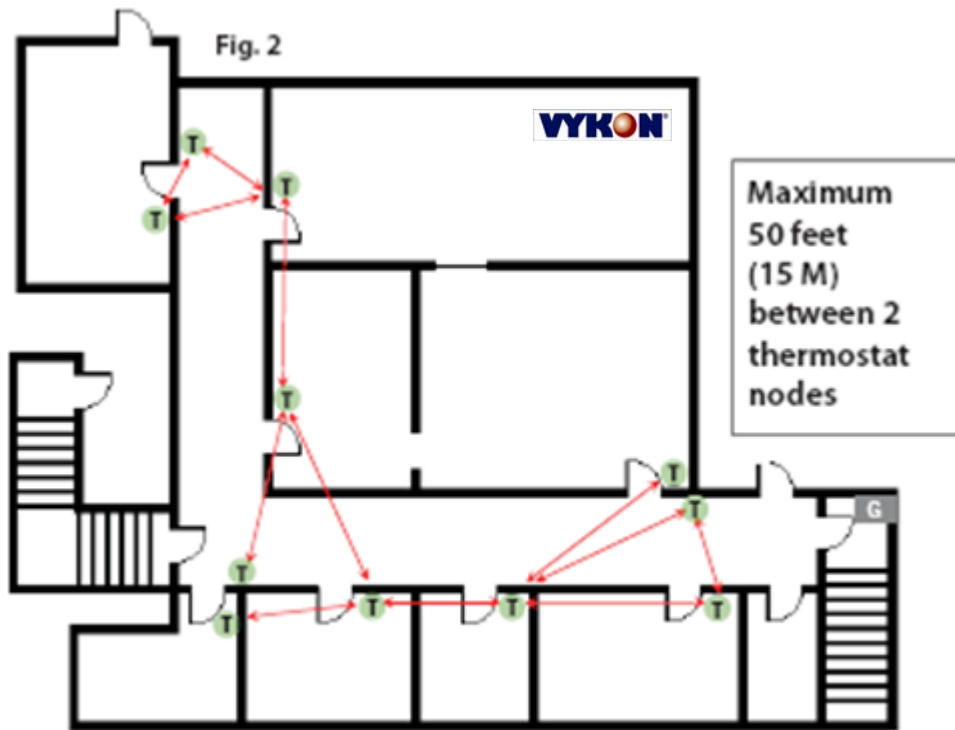 Fig. 2
VYKON
Maximum
50 feet
(15 M)
between 2
thermostat
nodes
T
T
T
T
T
T
G
T
T
T
T
T